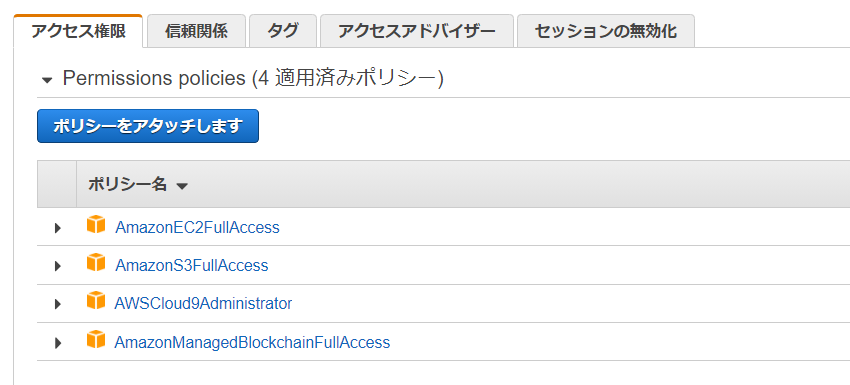 アクセス権限 信頼関係 タグ アクセスアドバイザー セッションの無効化
Permissions policies (4 適用済みポリシー)
ポリシーをアタッチします
ポリシー名
AmazonEC2FullAccess
AmazonS3FullAccess
AWSCloud9Administrator
AmazonManagedBlockchainFullAccess